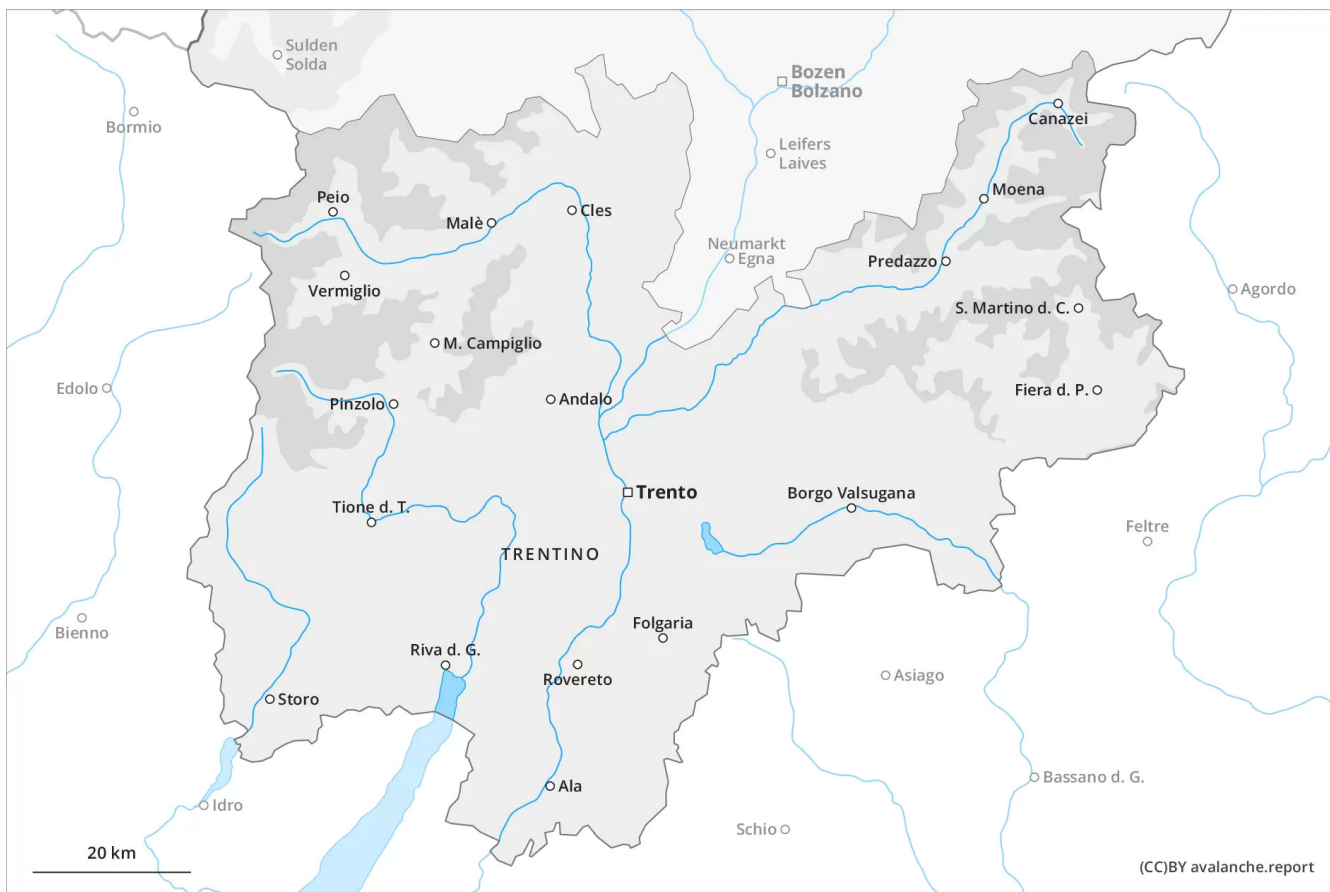 Sulden
Solda
Bozen
Bolzano
Bormio
Canazei
Leifers
Laives
Moena
Peio
Malè
Cles
Neumarkt
Egna
Predazzo
Vermiglio
Agordo
S. Martino d. C.
M. Campiglio
Edolo
Fiera d. P.
Pinzolo
Andalo
Trento
Borgo Valsugana
Tione d. T.
Feltre
TRENTINO
Bienno
Folgaria
Riva d. G.
Rovereto
Asiago
Storo
Bassano d. G.
Ala
Idro
Schio
20 km
(CC)BY avalanche.report